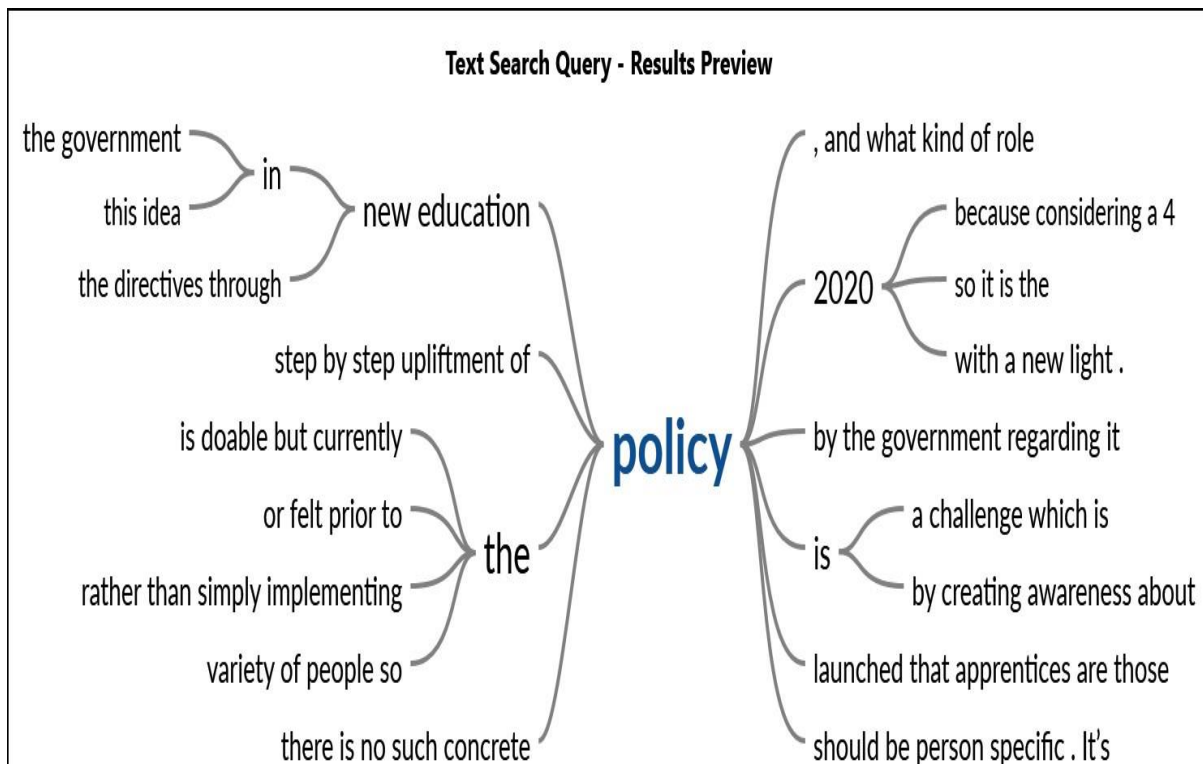 Text Search Query - Results Preview
the government
this idea
in
the directives through
new education
step by step upliftment of
is doable but currently
or felt prior to
rather than simply implementing
variety of people so
the
there is no such concrete
policy
, and what kind of role
2020
because considering a 4
so it is the
with a new light .
by the government regarding it
is
a challenge which is
by creating awareness about
launched that apprentices are those
should be person specific . It’s